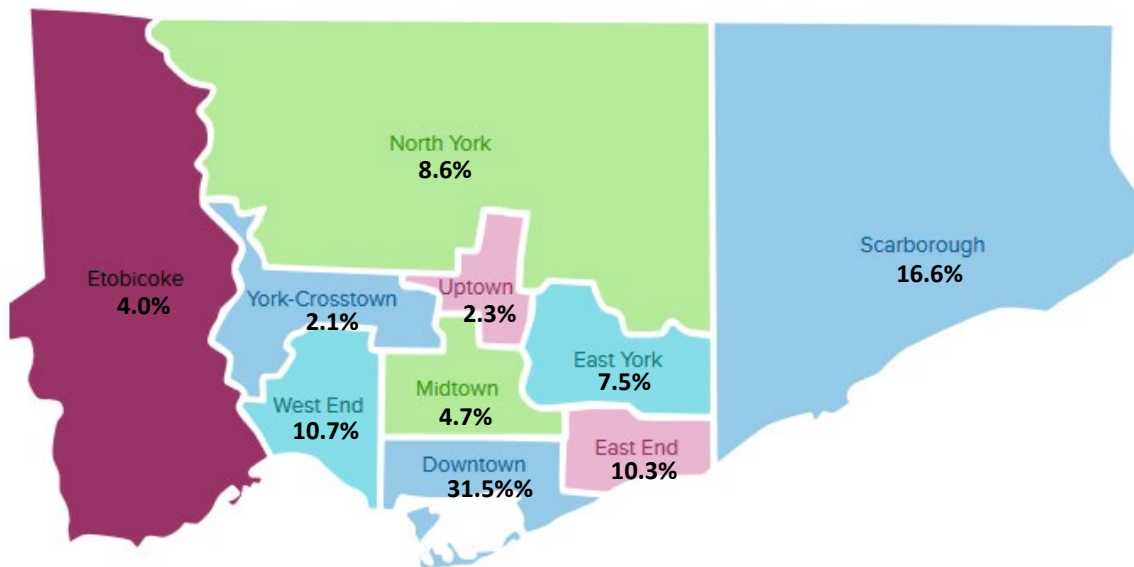 North York
8.6%
Scarborough
16.6%
Etobicoke
4.0%
York-Crosstown
2.1%
Uptown
2.3%
East York
7.5%
Midtown
4.7%
West End
10.7%
East End
10.3%
Downtown
31.5%%